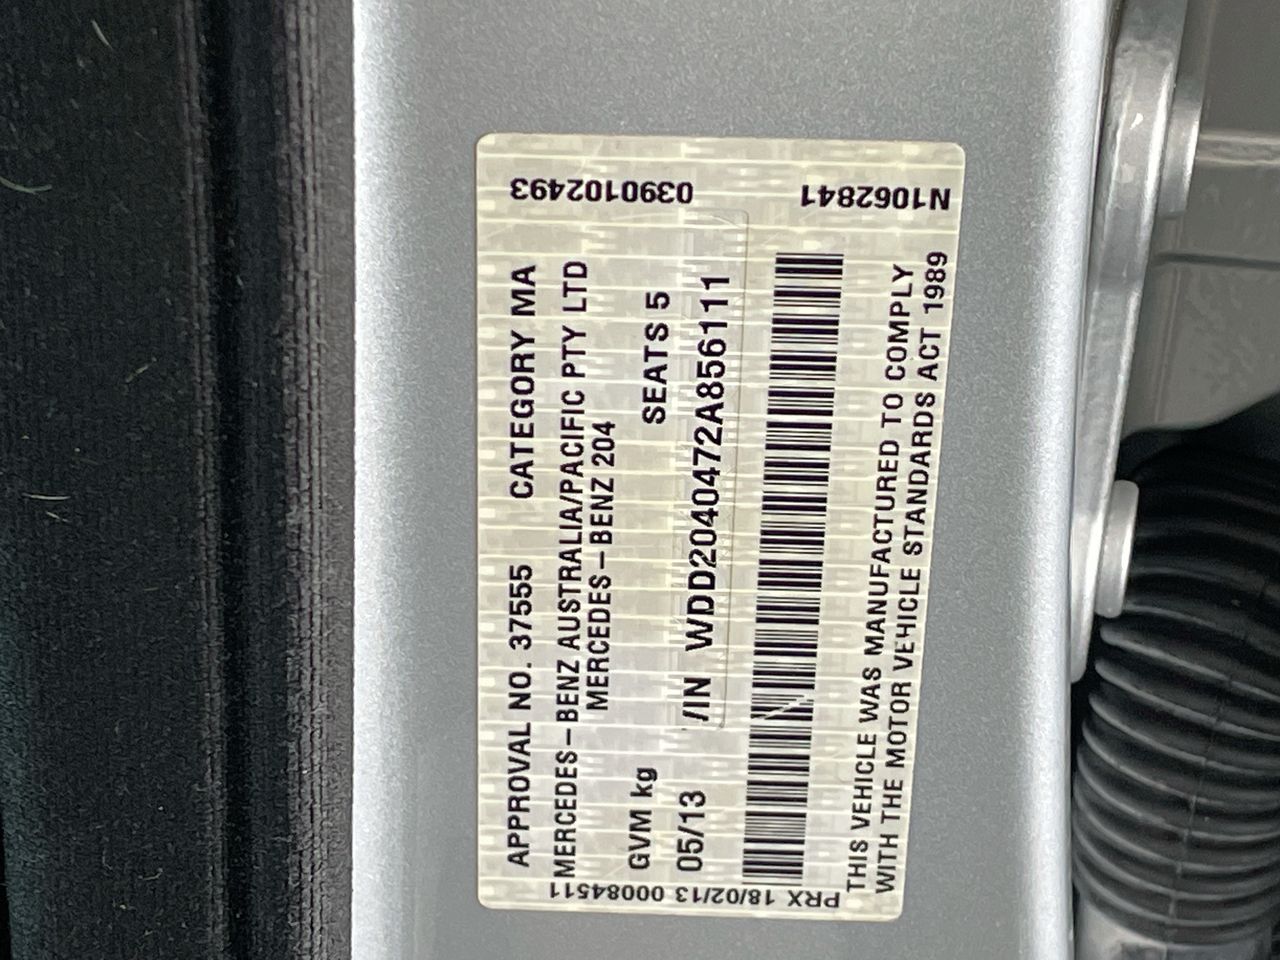 APPROVAL NO. 37555 CATEGORY MA
MERCEDES-BENZ AUSTRALIA/PACIFIC PTY LTD
MERCEDES-BENZ 204
GVM kg SEATS 5
05/13 /IN WDD2040472A856111
THIS VEHICLE WAS MANUFACTURED TO COMPLY
WITH THE MOTOR VEHICLE STANDARDS ACT 1989
0390102493
N1062841
PRX 18/02/13 00084511